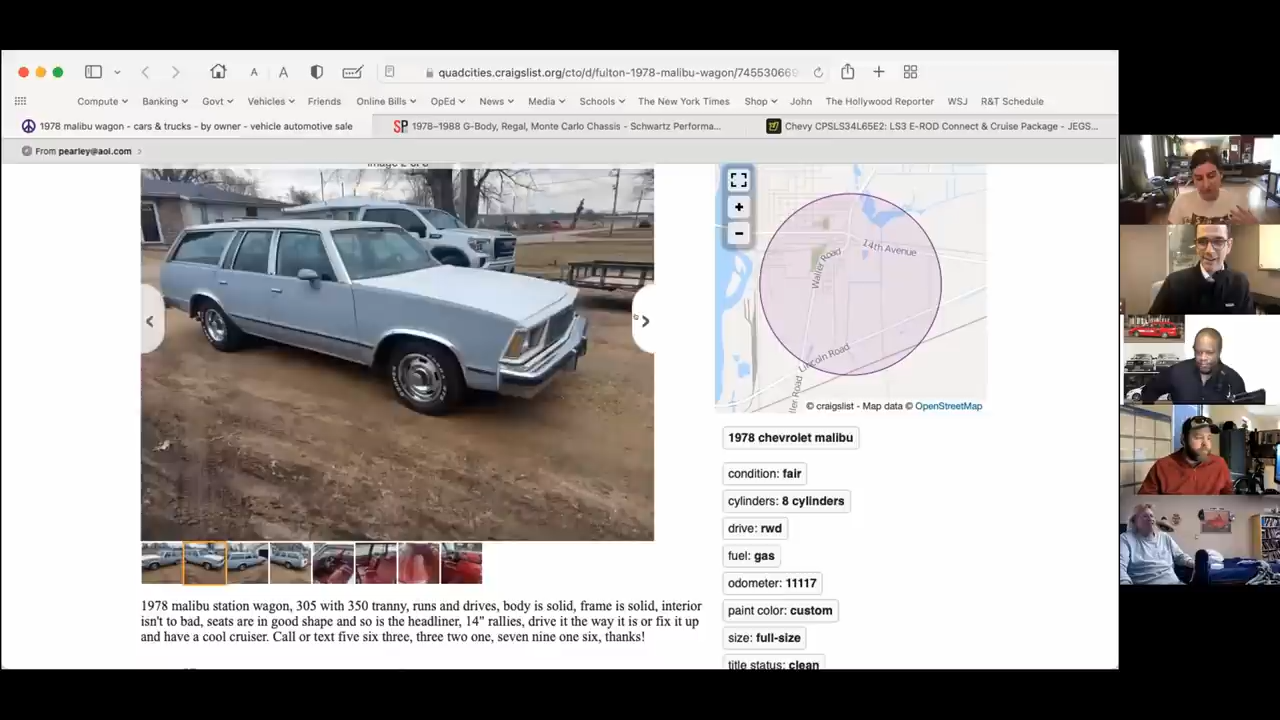 quadcities.craigslist.org/cto/d/fulton-1978-malibu-wagon/745530669
A A
Compute Banking Govt Vehicles Friends Online Bills OpEd News Media Schools The New York Times Shop John The Hollywood Reporter WSJ R&T Schedule
1978 malibu wagon - cars & trucks - by owner - vehicle automotive sale
SP 1978–1988 G-Body, Regal, Monte Carlo Chassis - Schwartz Performa...
Chevy CPSLS34L65E2: LS3 E-ROD Connect & Cruise Package - JEGS...
From pearley@aol.com
+
−
14th Avenue
Waller Road
Lincoln Road
ller Road
© craigslist - Map data © OpenStreetMap
1978 chevrolet malibu
condition: fair
cylinders: 8 cylinders
drive: rwd
fuel: gas
odometer: 11117
paint color: custom
size: full-size
title status: clean
1978 malibu station wagon, 305 with 350 tranny, runs and drives, body is solid, frame is solid, interior
isn't to bad, seats are in good shape and so is the headliner, 14" rallies, drive it the way it is or fix it up
and have a cool cruiser. Call or text five six three, three two one, seven nine one six, thanks!